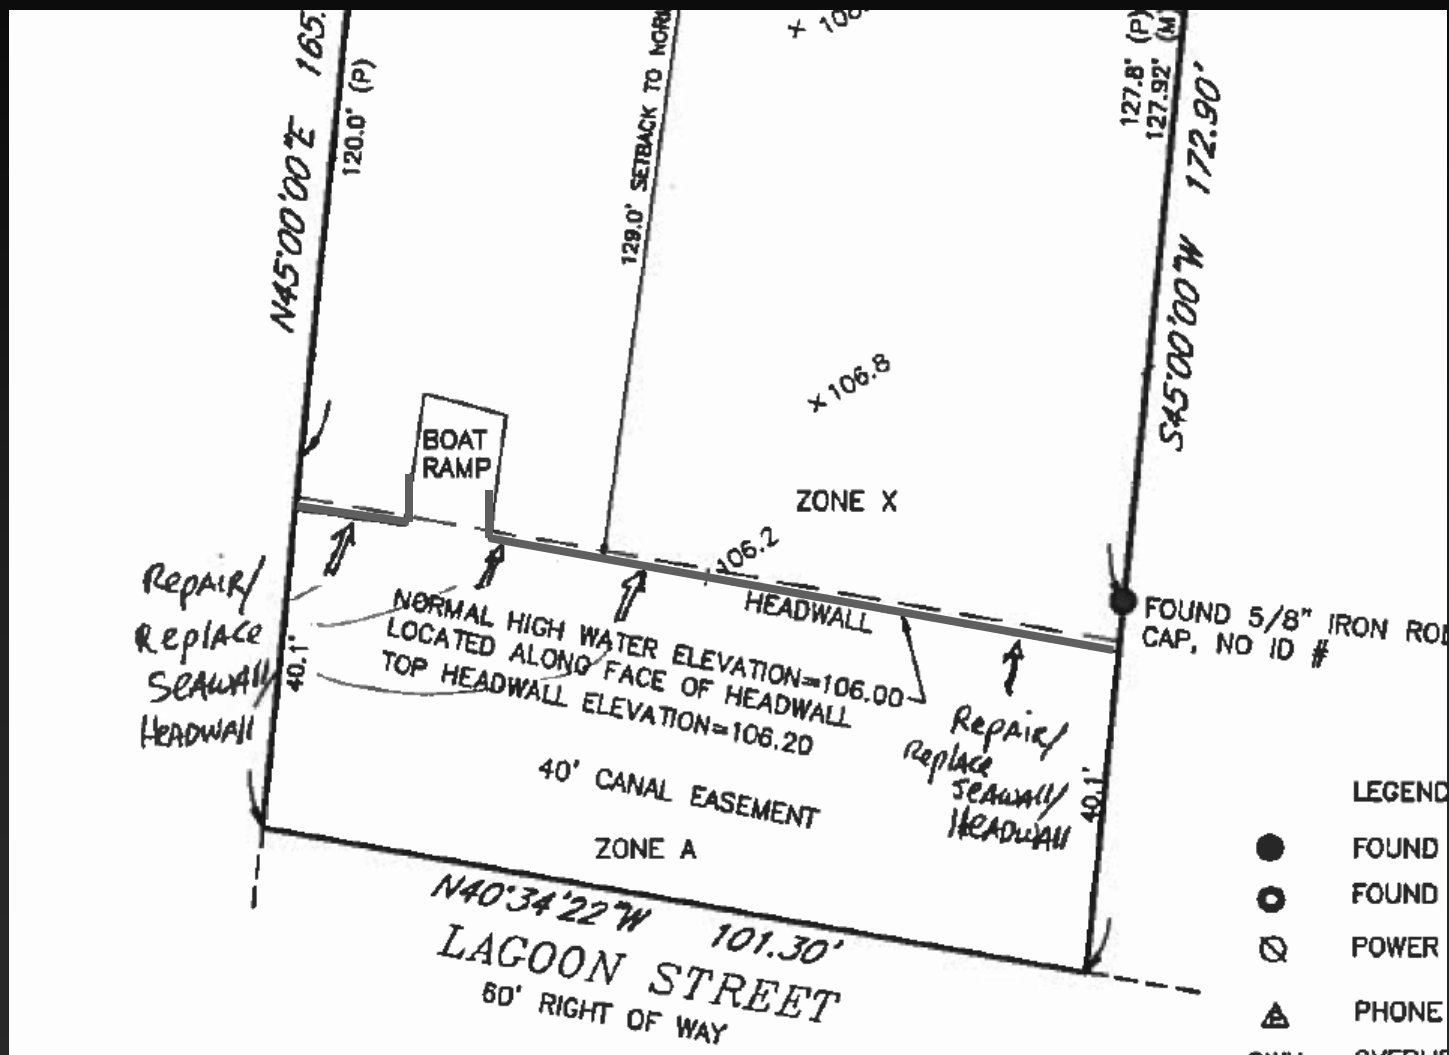 165.
120.0' (P)
N45°00'00"E
129.0' SETBACK TO
127.8' (P)
127.92' (M)
S45°00'00"W 172.90'
× 106.8
BOAT
RAMP
ZONE X
106.2
HEADWALL
FOUND 5/8" IRON
CAP, NO ID #
NORMAL HIGH WATER ELEVATION=106.00
LOCATED ALONG FACE OF HEADWALL
TOP HEADWALL ELEVATION=106.20
Repair/
Replace
Seawall/
Headwall
40.1'
Repair/
Replace
Seawall/
Headwall
40.1'
40' CANAL EASEMENT
ZONE A
N40°34'22"W 101.30'
LAGOON STREET
60' RIGHT OF WAY
LEGEND
FOUND
FOUND
POWER
PHONE